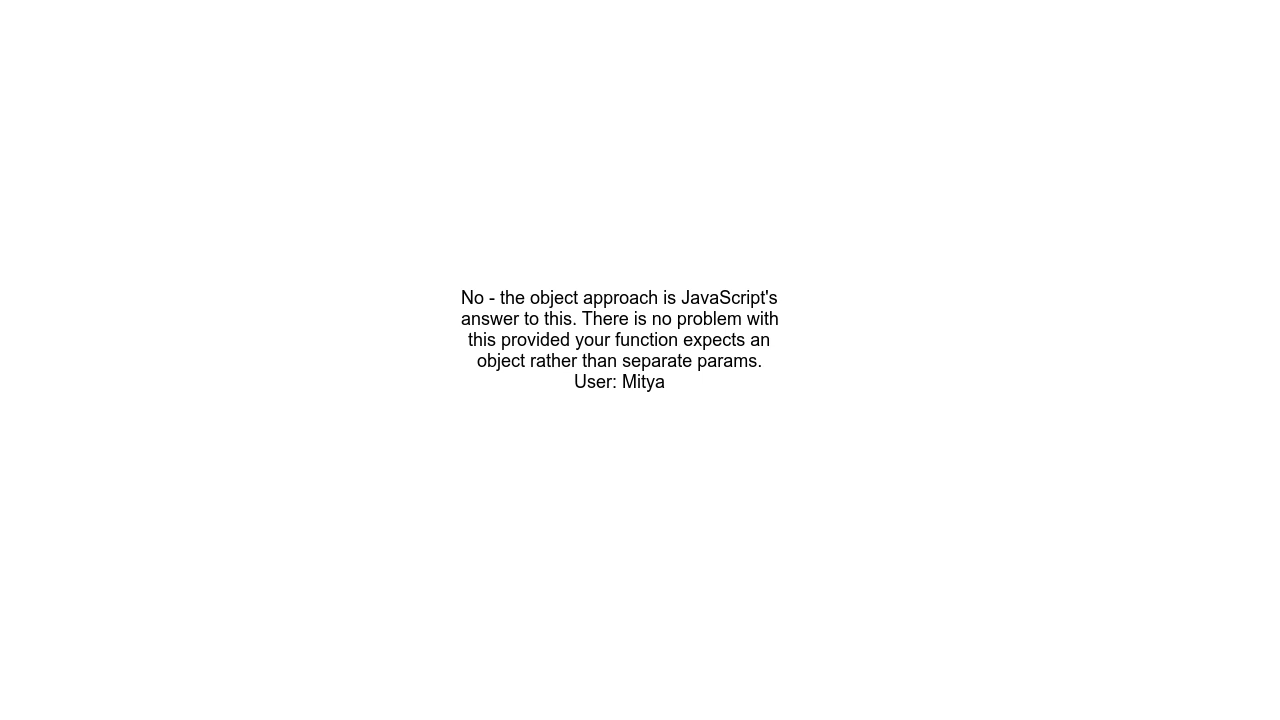 No - the object approach is JavaScript's
answer to this. There is no problem with
this provided your function expects an
object rather than separate params.
User: Mitya